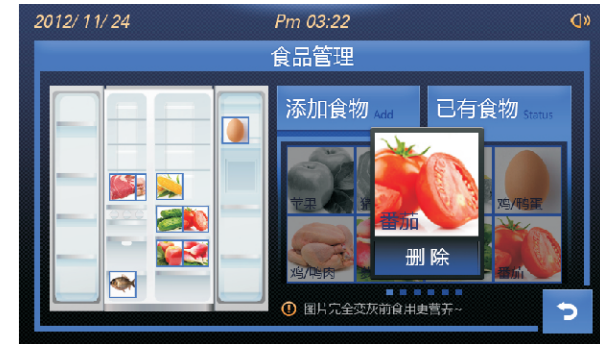 2012/11/24
Pm 03:22
食品管理
添加食物 Add
已有食物 Status
苹果
鸡/鸭蛋
番茄
鸡/鸭肉
番茄
删除
图片完全变灰前食用更营养~